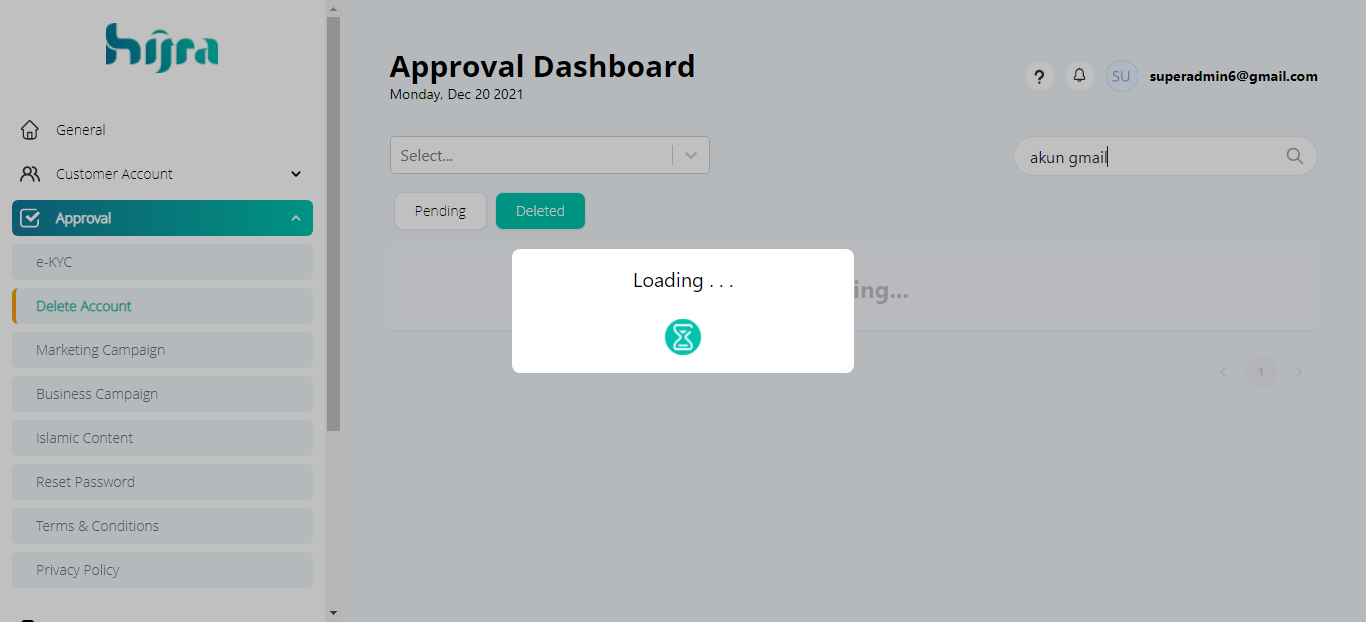 hijra
General
Customer Account
Approval
e-KYC
Delete Account
Marketing Campaign
Business Campaign
Islamic Content
Reset Password
Terms & Conditions
Privacy Policy
Approval Dashboard
Monday, Dec 20 2021
?
SU
superadmin6@gmail.com
Select...
akun gmail
Pending
Deleted
Loading . . .
ing...
1